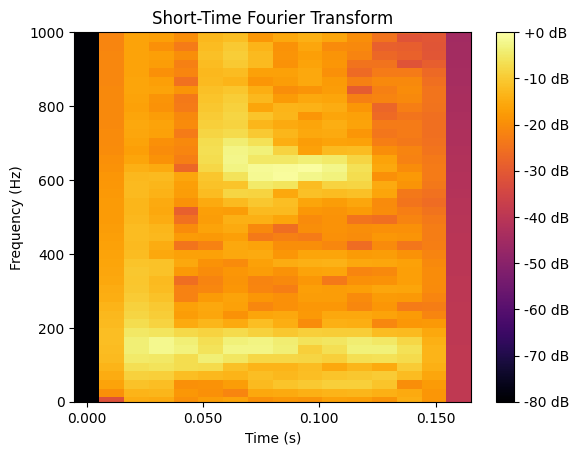 Short-Time Fourier Transform
1000
800
600
400
200
0
Frequency (Hz)
0.000
0.050
0.100
0.150
Time (s)
+0 dB
-10 dB
-20 dB
-30 dB
-40 dB
-50 dB
-60 dB
-70 dB
-80 dB